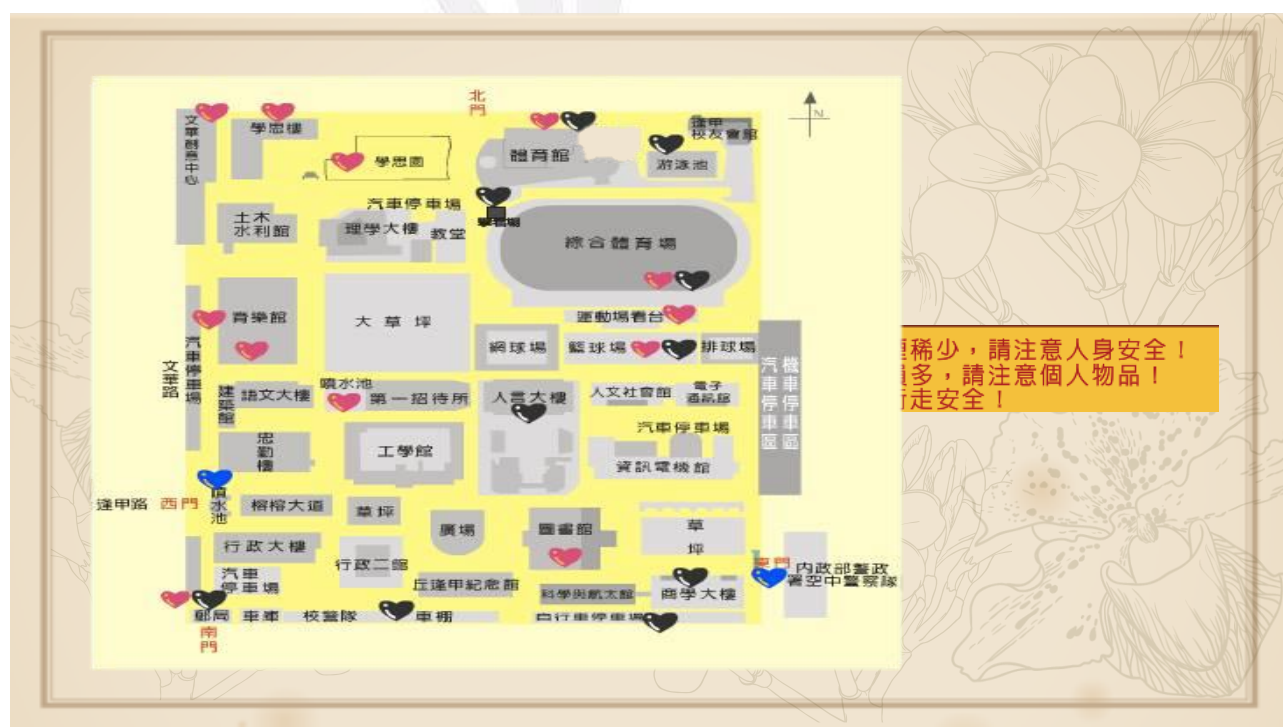 北
門
N
文
華
創
意
中
心
學思樓
學思園
體育館
逢甲
校友會館
游泳池
汽車停車場
土木
水利館
理學大樓
教堂
綜合體育場
育樂館
大草坪
運動場看台
網球場
籃球場
排球場
文
華
路
汽
車
停
車
場
建
築
館
語文大樓
噴水池
第一招待所
人言大樓
人文社會館
電子
通訊館
汽
車
停
車
區
機
車
停
車
區
汽車停車場
忠
勤
樓
工學館
資訊電機館
逢甲路
西門
噴
水
池
榕榕大道
草坪
廣場
圖書館
草
坪
行政大樓
行政二館
東門
內政部警政
署空中警察隊
汽車
停車場
丘逢甲紀念館
科學與航太館
商學大樓
郵局
車庫
校警隊
車棚
自行車停車場
南
門
稀少,請注意人身安全!
多,請注意個人物品!
走安全!